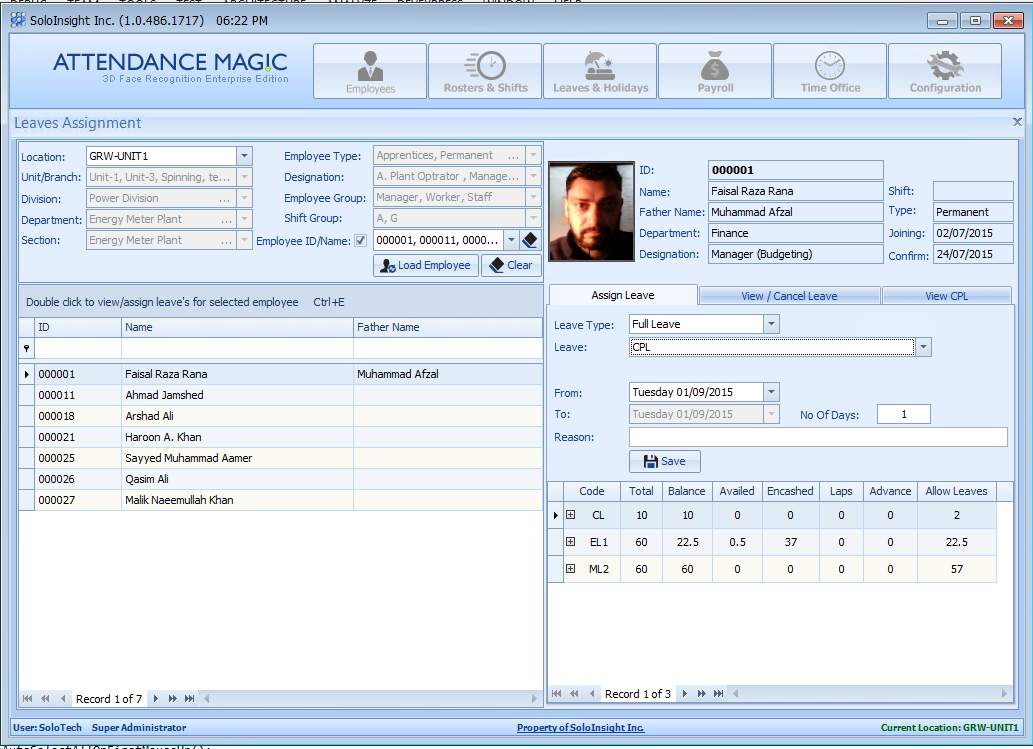 SoloInsight Inc. (1.0.486.1717) 06:22 PM
ATTENDANCE MAGIC
3D Face Recognition Enterprise Edition
Employees
Rosters & Shifts
Leaves & Holidays
Payroll
Time Office
Configuration
Leaves Assignment
Location: GRW-UNIT1
Unit/Branch: Unit-1, Unit-3, Spinning, te...
Division: Power Division ...
Department: Energy Meter Plant ...
Section: Energy Meter Plant ...
Employee Type: Apprentices, Permanent ...
Designation: A. Plant Optrator , Manage...
Employee Group: Manager, Worker, Staff
Shift Group: A, G
Employee ID/Name: 000001, 000011, 0000...
Load Employee Clear
ID: 000001
Name: Faisal Raza Rana
Father Name: Muhammad Afzal
Department: Finance
Designation: Manager (Budgeting)
Shift:
Type: Permanent
Joining: 02/07/2015
Confirm: 24/07/2015
Double click to view/assign leave's for selected employee Ctrl+E
ID Name Father Name
000001 Faisal Raza Rana Muhammad Afzal
000011 Ahmad Jamshed
000018 Arshad Ali
000021 Haroon A. Khan
000025 Sayyed Muhammad Aamer
000026 Qasim Ali
000027 Malik Naeemullah Khan
Record 1 of 7
Assign Leave View / Cancel Leave View CPL
Leave Type: Full Leave
Leave: CPL
From: Tuesday 01/09/2015
To: Tuesday 01/09/2015 No Of Days: 1
Reason:
Save
Code Total Balance Availed Encashed Laps Advance Allow Leaves
CL 10 10 0 0 0 0 2
EL1 60 22.5 0.5 37 0 0 22.5
ML2 60 60 0 0 0 0 57
Record 1 of 3
User: SoloTech Super Administrator Property of SoloInsight Inc. Current Location: GRW-UNIT1